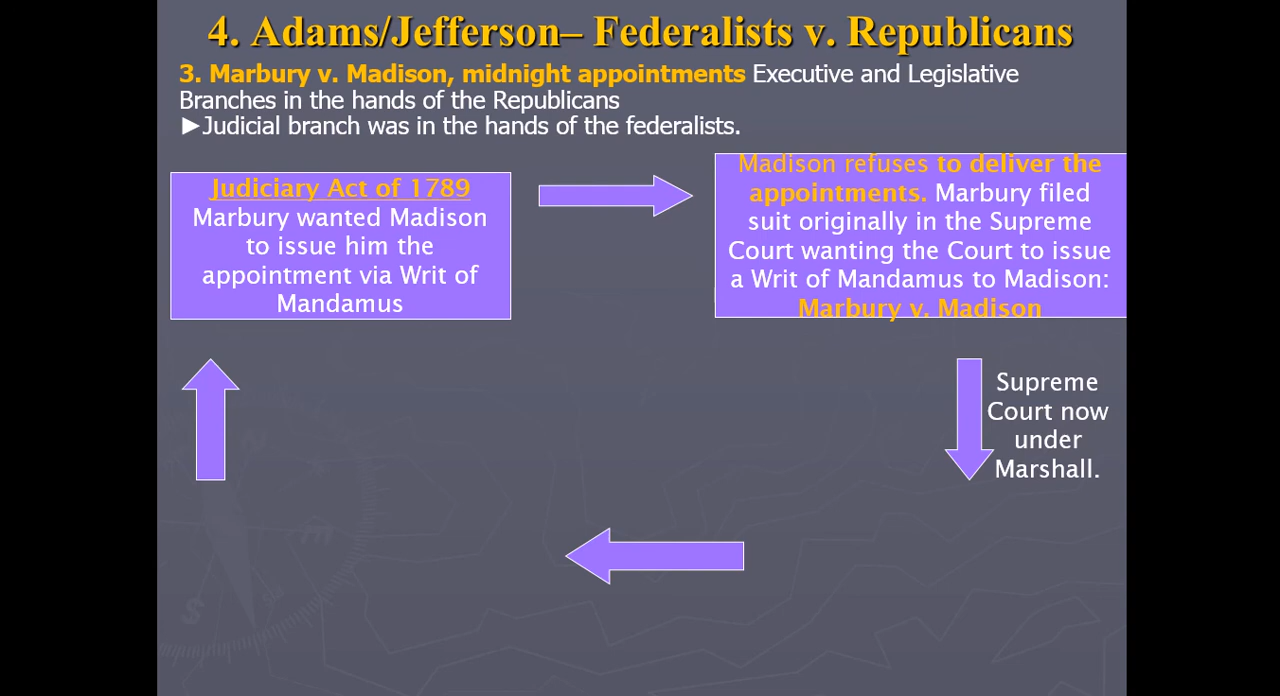 4. Adams/Jefferson– Federalists v. Republicans
3. Marbury v. Madison, midnight appointments Executive and Legislative
Branches in the hands of the Republicans
►Judicial branch was in the hands of the federalists.
Judiciary Act of 1789
Marbury wanted Madison
to issue him the
appointment via Writ of
Mandamus
Madison refuses to deliver the
appointments. Marbury filed
suit originally in the Supreme
Court wanting the Court to issue
a Writ of Mandamus to Madison:
Marbury v. Madison
Supreme
Court now
under
Marshall.
E
S